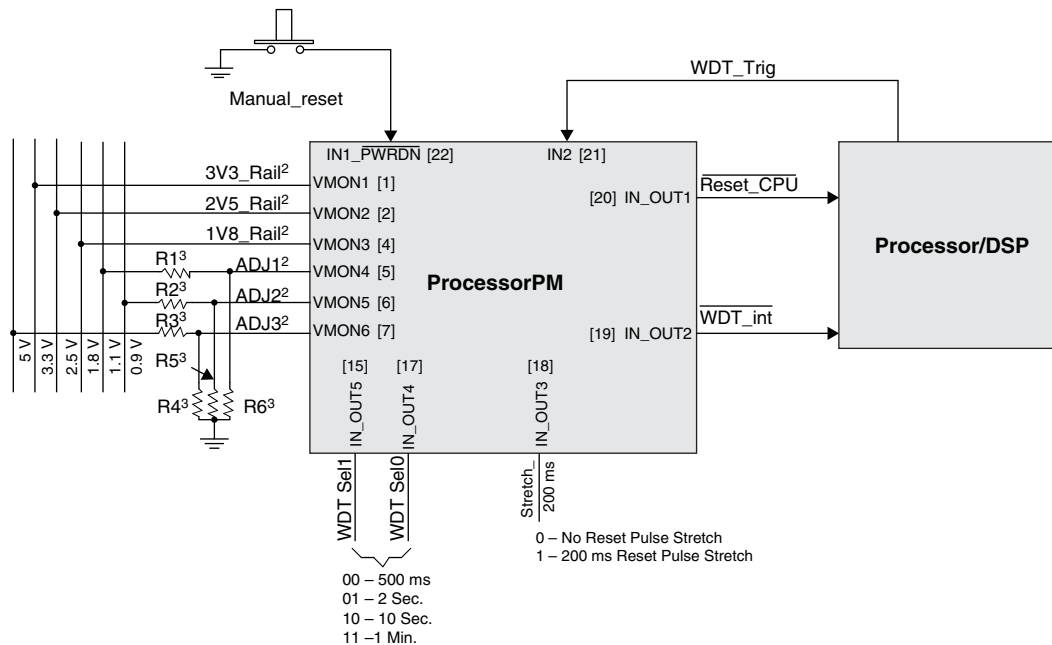 WDT_Trig
Manual_reset
IN1_PWRDN [22]
IN2 [21]
3V3_Rail²
VMON1 [1]
[20] IN_OUT1
Reset_CPU
2V5_Rail²
VMON2 [2]
1V8_Rail²
VMON3 [4]
Processor/DSP
R1³
ADJ1²
VMON4 [5]
ProcessorPM
R2³
ADJ2²
VMON5 [6]
R3³
ADJ3²
VMON6 [7]
[19] IN_OUT2
WDT_int
5 V
3.3 V
2.5 V
1.8 V
1.1 V
0.9 V
R5³
R4³
R6³
[15]
IN_OUT5
[17]
IN_OUT4
[18]
IN_OUT3
WDT Sel1
WDT Sel0
Stretch_
200 ms
0 – No Reset Pulse Stretch
1 – 200 ms Reset Pulse Stretch
00 – 500 ms
01 – 2 Sec.
10 – 10 Sec.
11 –1 Min.